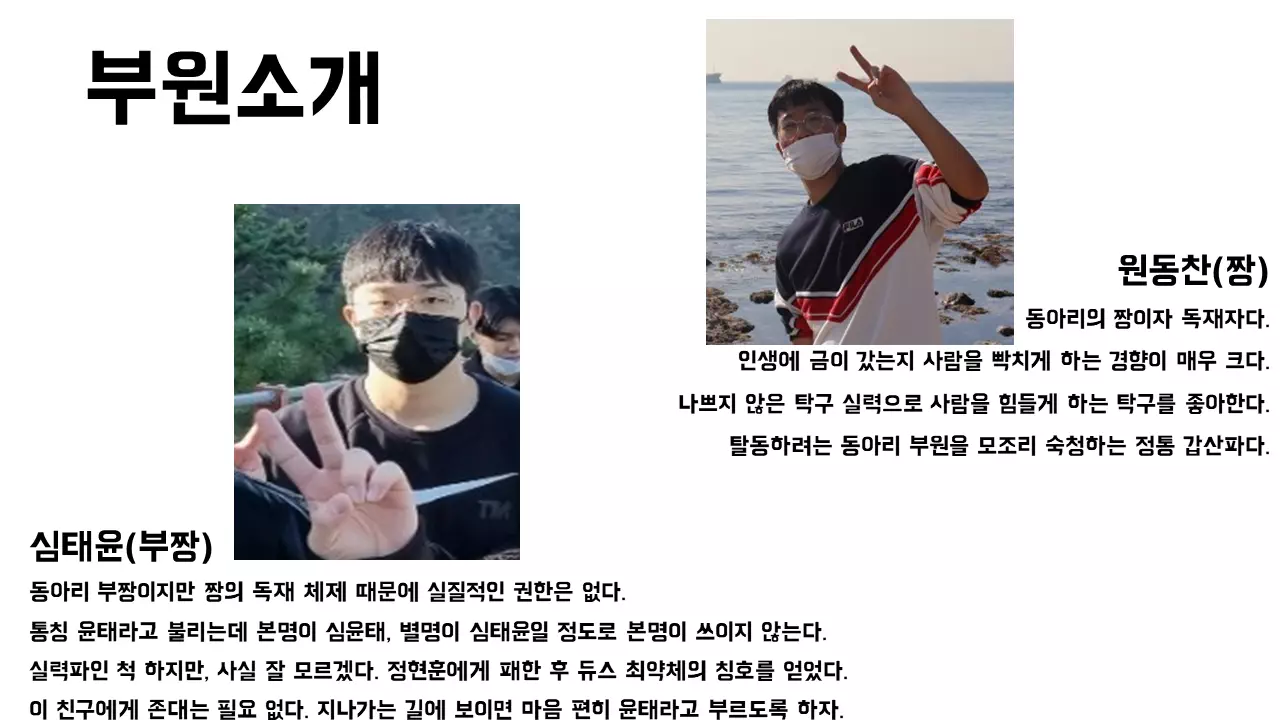 부원소개
FILA
원동찬(짱)
동아리의 짱이자 독재자다.
인생에 금이 갔는지 사람을 빡치게 하는 경향이 매우 크다.
나쁘지 않은 탁구 실력으로 사람을 힘들게 하는 탁구를 좋아한다.
탈동하려는 동아리 부원을 모조리 숙청하는 정통 갑산파다.
심태윤(부짱)
동아리 부짱이지만 짱의 독재 체제 때문에 실질적인 권한은 없다.
통칭 윤태라고 불리는데 본명이 심윤태, 별명이 심태윤일 정도로 본명이 쓰이지 않는다.
실력파인 척 하지만, 사실 잘 모르겠다. 정현훈에게 패한 후 듀스 최약체의 칭호를 얻었다.
이 친구에게 존대는 필요 없다. 지나가는 길에 보이면 마음 편히 윤태라고 부르도록 하자.